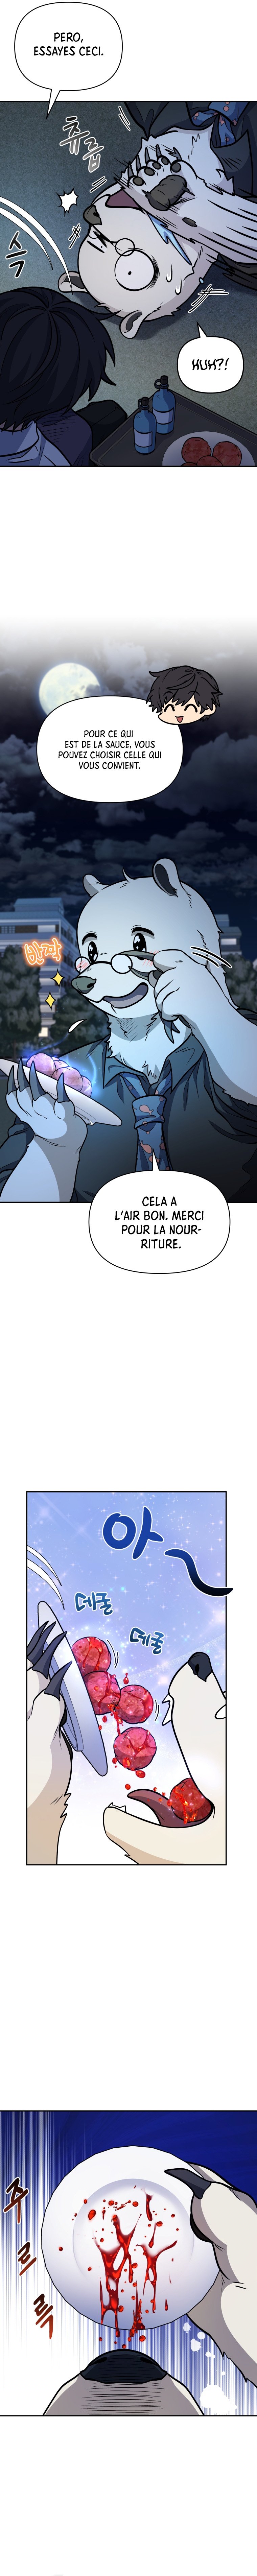 PERO,
ESSAYES CECI.
츄릅
슥
HUH?!
POUR CE QUI
EST DE LA SAUCE, VOUS
POUVEZ CHOISIR CELLE QUI
VOUS CONVIENT.
반짝
CELA A
L'AIR BON. MERCI
POUR LA NOUR-
RITURE.
아~
데굴
데굴
주
르
륵